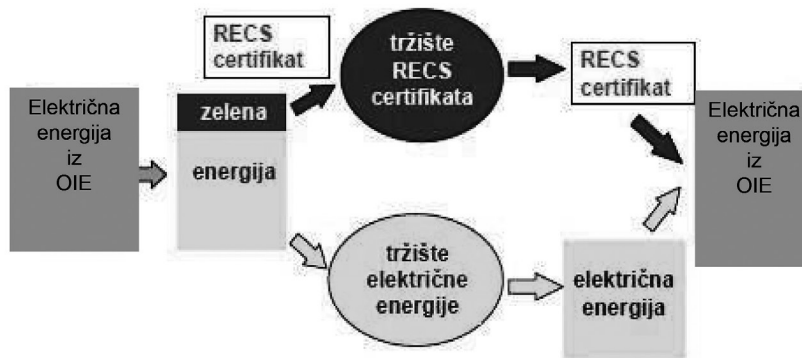 Električna
energija
iz
OIE
zelena
energija
RECS
certifikat
tržište
RECS
certifikata
RECS
certifikat
tržište
električne
energije
električna
energija
Električna
energija
iz
OIE